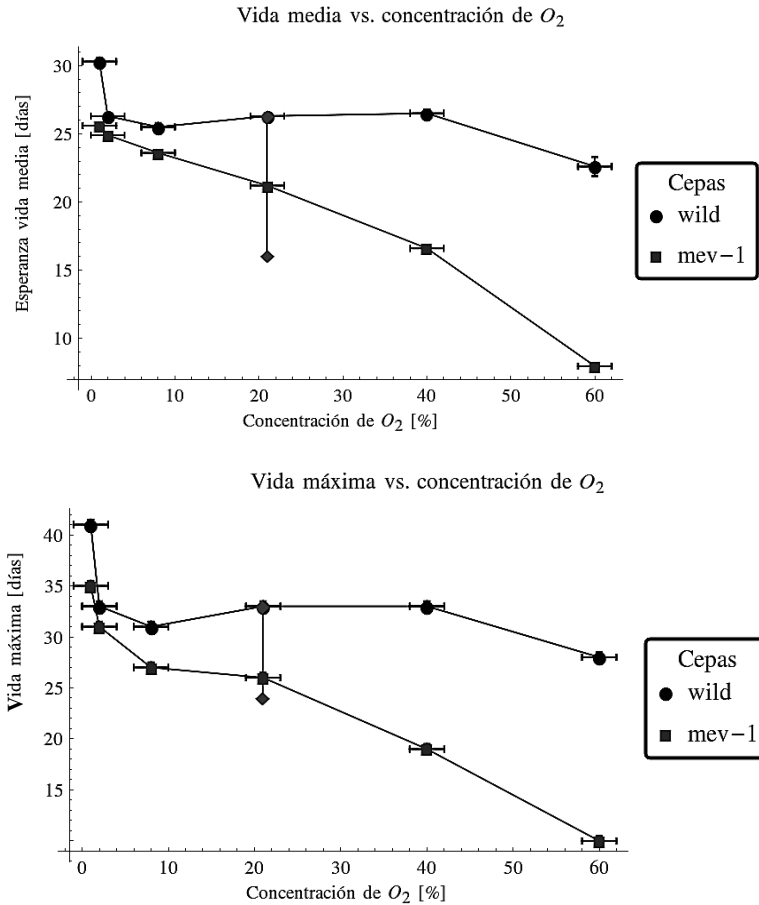 Vida media vs. concentración de O2
30
25
20
15
10
Esperanza vida media [días]
0 10 20 30 40 50 60
Concentración de O2 [%]
Cepas
wild
mev−1
Vida máxima vs. concentración de O2
40
35
30
25
20
15
Vida máxima [días]
0 10 20 30 40 50 60
Concentración de O2 [%]
Cepas
wild
mev−1